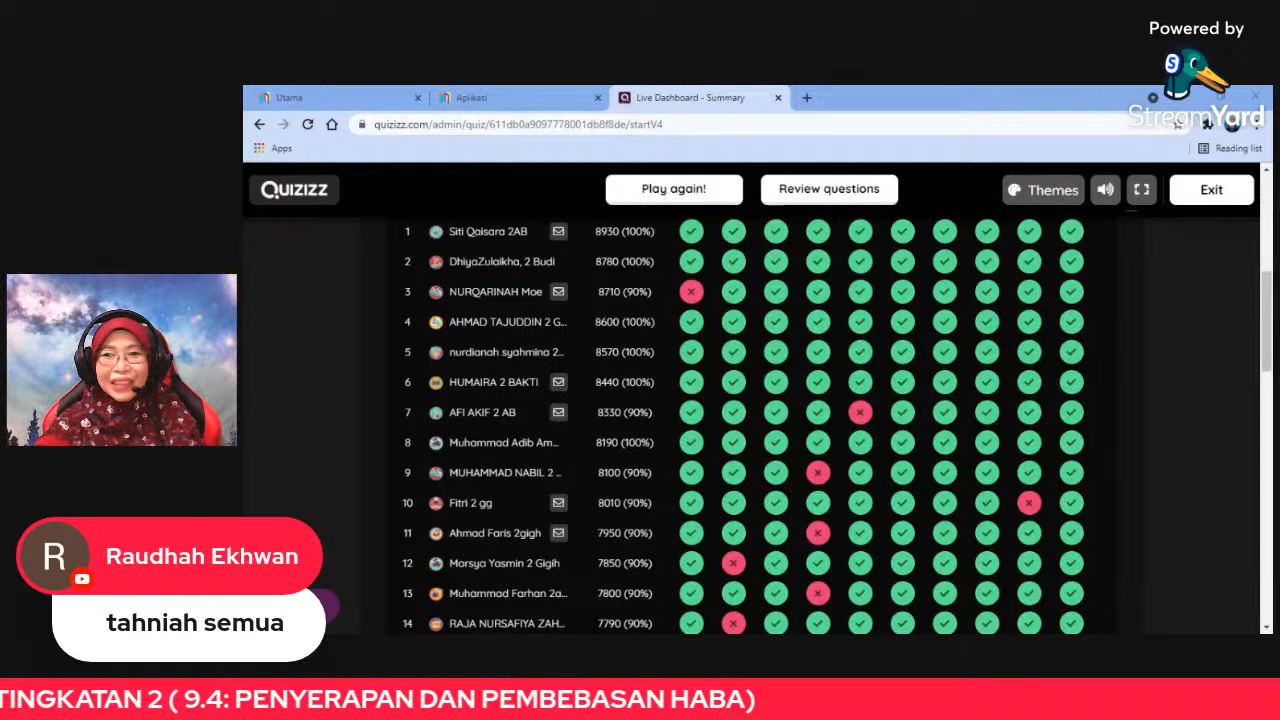 Powered by
StreamYard
Utama
Aplikasi
Live Dashboard - Summary
quizizz.com/admin/quiz/611db0a9097778001db8f8de/startV4
Apps
Reading list
QUIZIZZ
Play again!
Review questions
Themes
Exit
1 Siti Qaisara 2AB 8930 (100%)
2 DhiyaZulaikha, 2 Budi 8780 (100%)
3 NURQARINAH Moe 8710 (90%)
4 AHMAD TAJUDDIN 2 G... 8600 (100%)
5 nurdianah syahmina 2... 8570 (100%)
6 HUMAIRA 2 BAKTI 8440 (100%)
7 AFI AKIF 2 AB 8330 (90%)
8 Muhammad Adib Am... 8190 (100%)
9 MUHAMMAD NABIL 2 ... 8100 (90%)
10 Fitri 2 gg 8010 (90%)
11 Ahmad Faris 2gigh 7950 (90%)
12 Marsya Yasmin 2 Gigih 7850 (90%)
13 Muhammad Farhan 2a... 7800 (90%)
14 RAJA NURSAFIYA ZAH... 7790 (90%)
R
Raudhah Ekhwan
tahniah semua
TINGKATAN 2 ( 9.4: PENYERAPAN DAN PEMBEBASAN HABA)